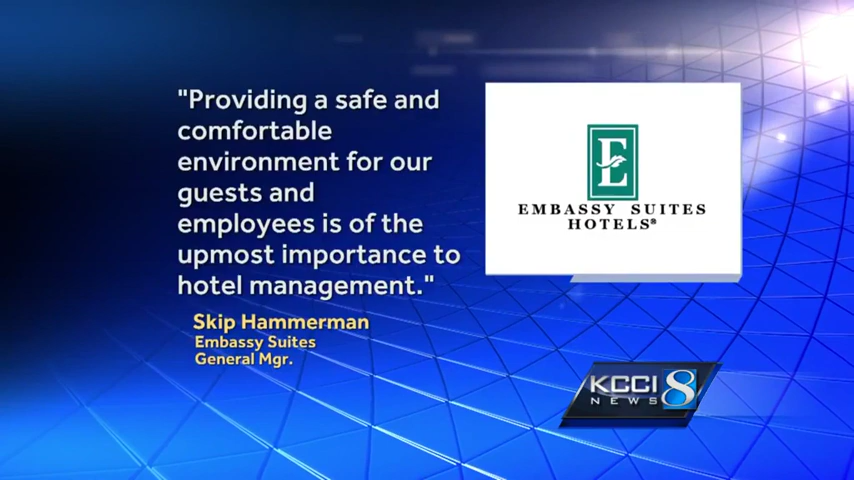 "Providing a safe and
comfortable
environment for our
guests and
employees is of the
upmost importance to
hotel management."
Skip Hammerman
Embassy Suites
General Mgr.
E
EMBASSY SUITES
HOTELS®
KCCI 8
NEWS